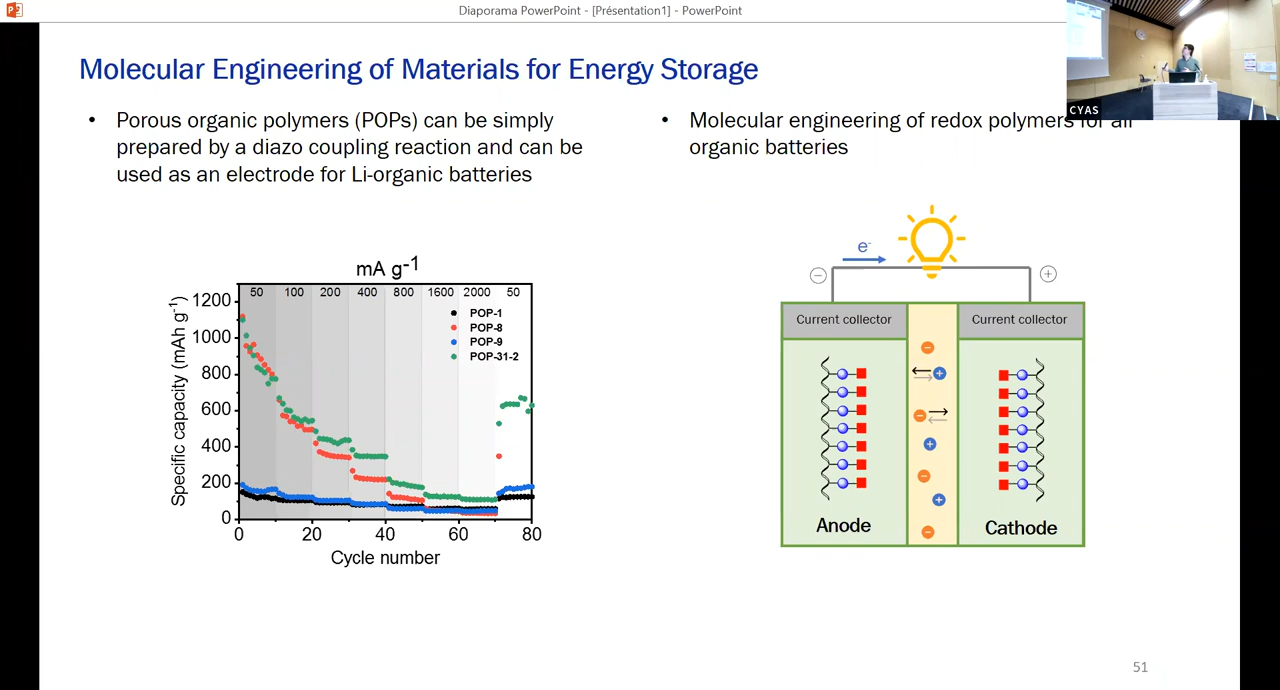 Diaporama PowerPoint - [Présentation1] - PowerPoint
CYAS
Molecular Engineering of Materials for Energy Storage
• Porous organic polymers (POPs) can be simply
prepared by a diazo coupling reaction and can be
used as an electrode for Li-organic batteries
• Molecular engineering of redox polymers for all
organic batteries
mA g-1
50 100 200 400 800 1600 2000 50
POP-1
POP-8
POP-9
POP-31-2
Specific capacity (mAh g-1)
1200
1000
800
600
400
200
0
0 20 40 60 80
Cycle number
e-
− +
Current collector Current collector
Anode Cathode
51